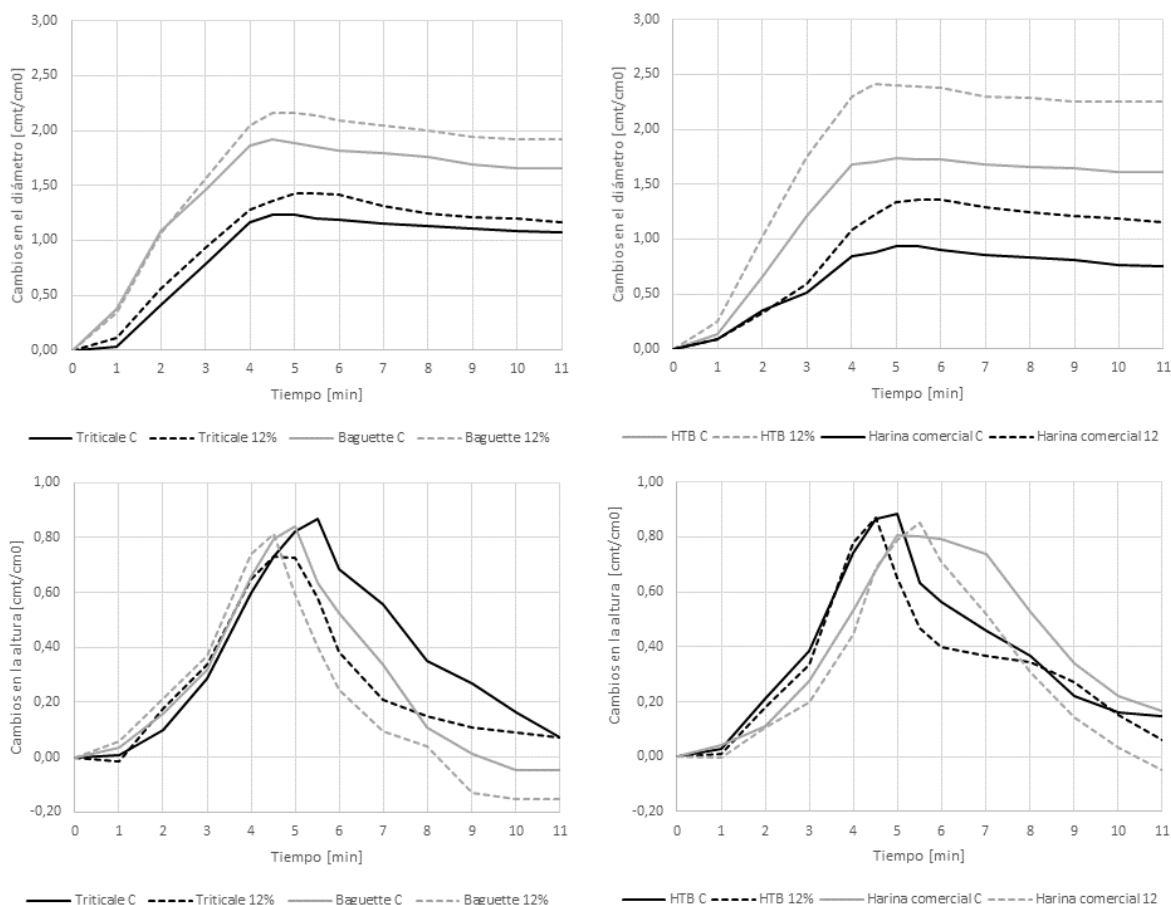 Cambios en el diámetro [cmt/cm0]
3,00
2,50
2,00
1,50
1,00
0,50
0,00
0 1 2 3 4 5 6 7 8 9 10 11
Tiempo [min]
Triticale C Triticale 12% Baguette C Baguette 12%
Cambios en el diámetro [cmt/cm0]
3,00
2,50
2,00
1,50
1,00
0,50
0,00
0 1 2 3 4 5 6 7 8 9 10 11
Tiempo [min]
HTB C HTB 12% Harina comercial C Harina comercial 12
Cambios en la altura [cmt/cm0]
1,00
0,80
0,60
0,40
0,20
0,00
-0,20
0 1 2 3 4 5 6 7 8 9 10 11
Tiempo [min]
Triticale C Triticale 12% Baguette C Baguette 12%
Cambios en la altura [cmt/cm0]
1,00
0,80
0,60
0,40
0,20
0,00
-0,20
0 1 2 3 4 5 6 7 8 9 10 11
Tiempo [min]
HTB C HTB 12% Harina comercial C Harina comercial 12